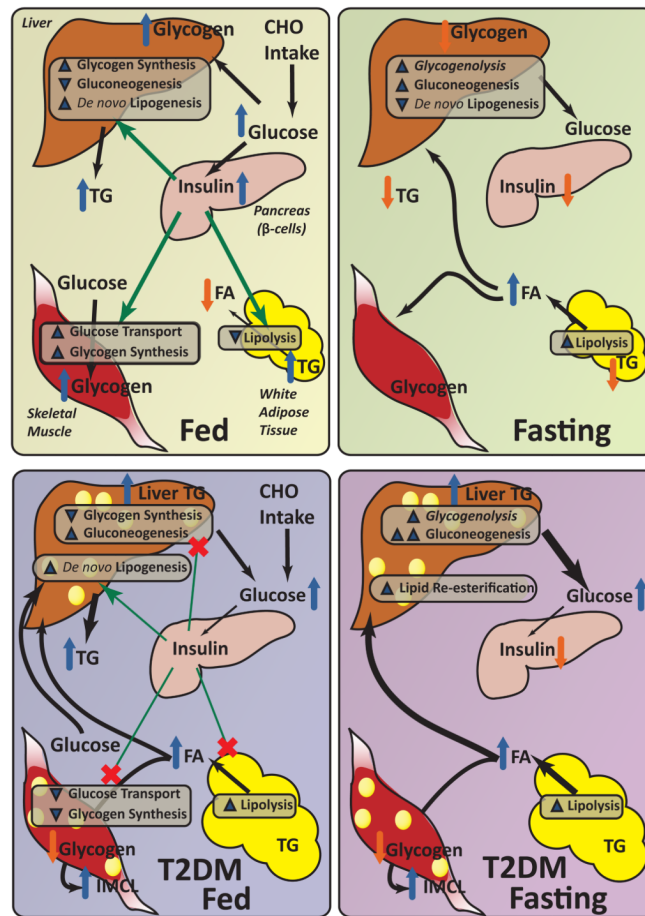 Liver
Glycogen
CHO
Intake
Glycogen Synthesis
Gluconeogenesis
De novo Lipogenesis
Glucose
TG
Insulin
Pancreas
(β-cells)
Glucose
FA
Glucose Transport
Glycogen Synthesis
Lipolysis
TG
Glycogen
Skeletal
Muscle
White
Adipose
Tissue
Fed
Glycogen
Glycogenolysis
Gluconeogenesis
De novo Lipogenesis
Glucose
TG
Insulin
FA
Lipolysis
TG
Glycogen
Fasting
Liver TG
CHO
Intake
Glycogen Synthesis
Gluconeogenesis
De novo Lipogenesis
Glucose
TG
Insulin
Glucose
FA
Glucose Transport
Glycogen Synthesis
Lipolysis
TG
Glycogen
IMCL
T2DM
Fed
Liver TG
Glycogenolysis
Gluconeogenesis
Lipid Re-esterification
Glucose
Insulin
FA
Lipolysis
TG
Glycogen
IMCL
T2DM
Fasting